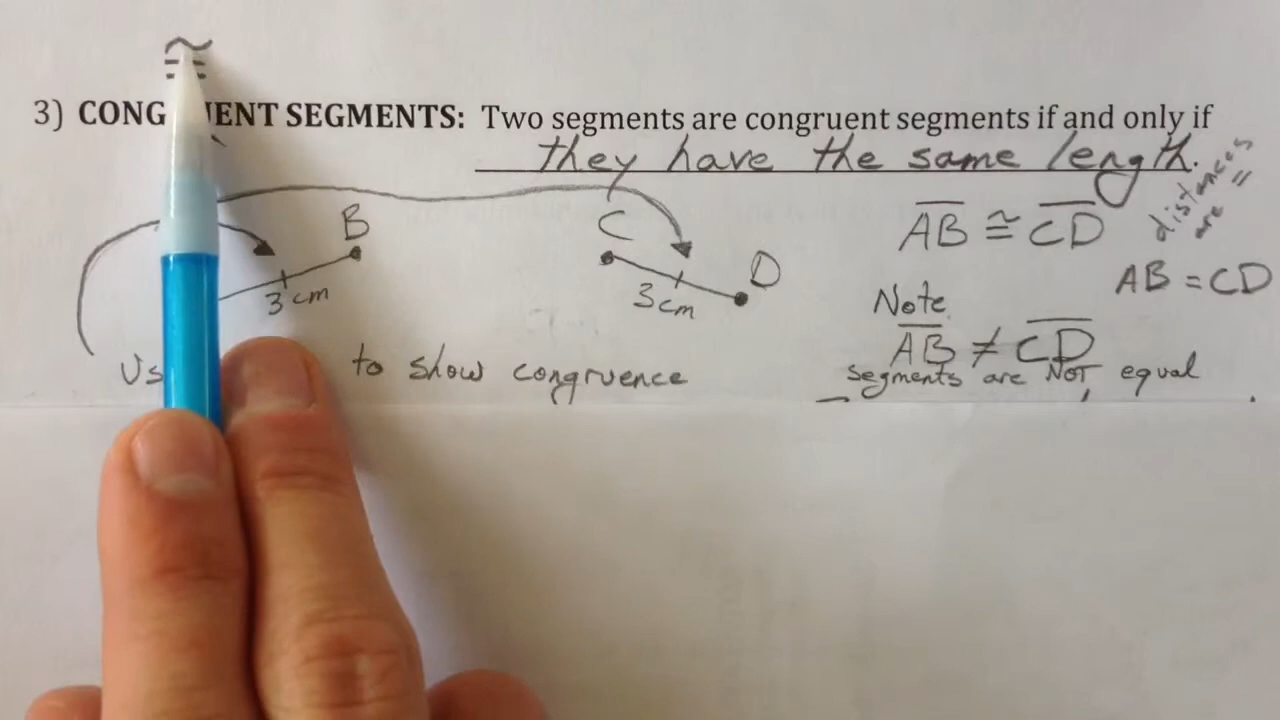 ≅
3) CONG ENT SEGMENTS: Two segments are congruent segments if and only if
they have the same length.
distances
are =
B
C
D
3 cm
3cm
AB ≅ CD
AB = CD
Note
AB ≠ CD
segments are NOT equal
Us to show congruence